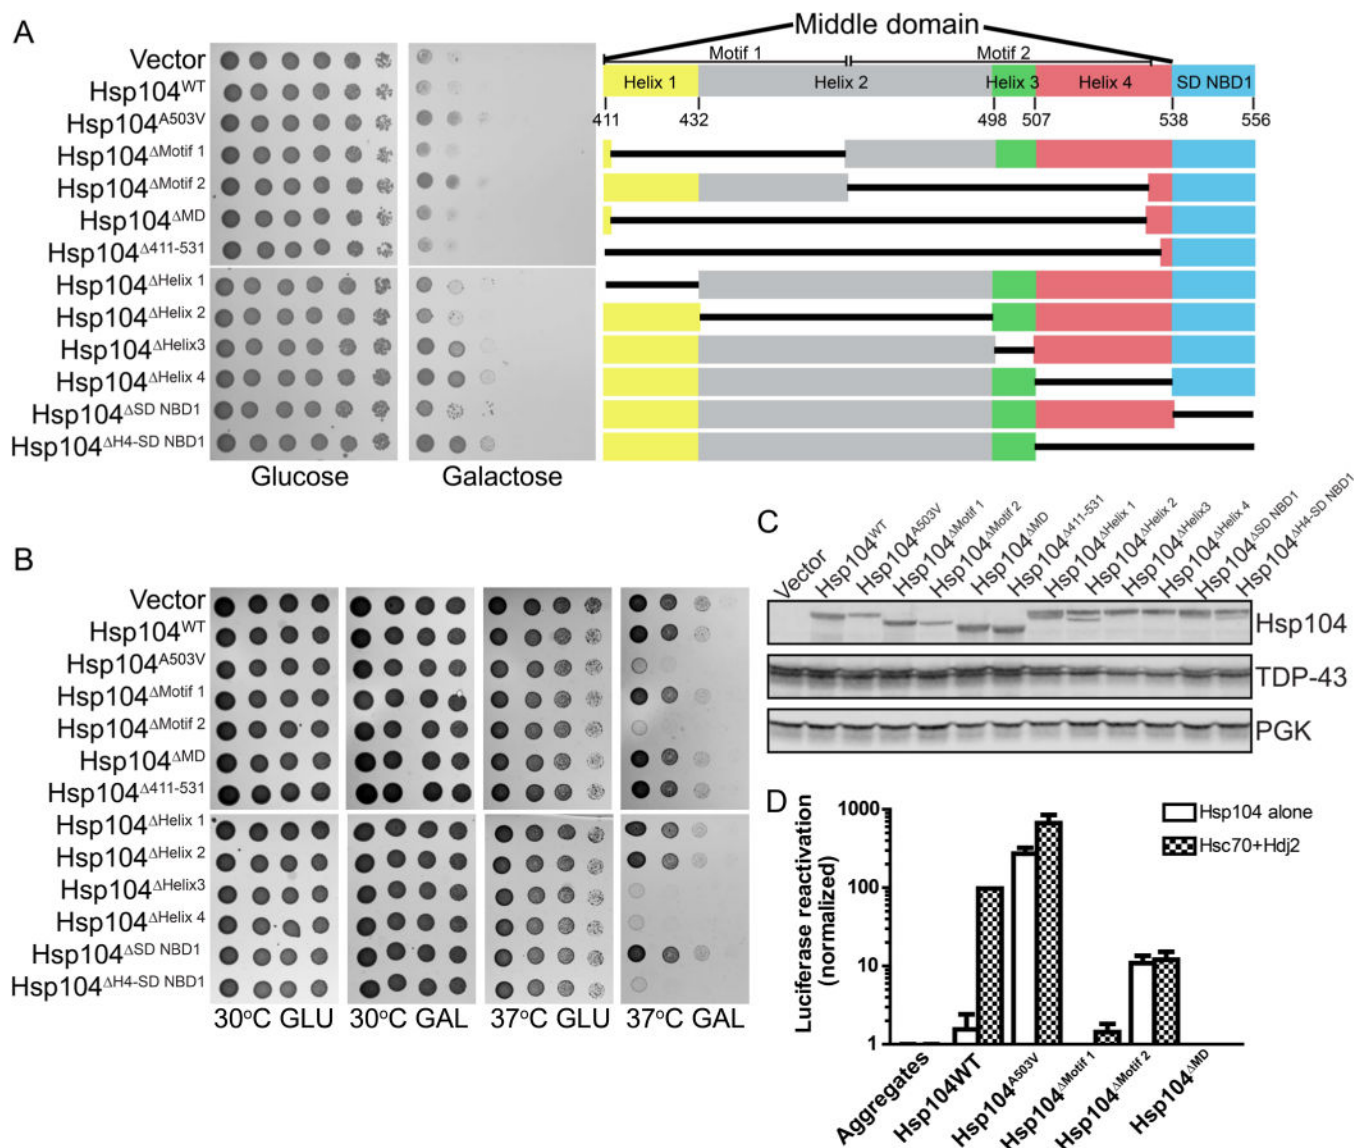 A
Vector
Hsp104WT
Hsp104A503V
Hsp104ΔMotif 1
Hsp104ΔMotif 2
Hsp104ΔMD
Hsp104Δ411-531
Hsp104ΔHelix 1
Hsp104ΔHelix 2
Hsp104ΔHelix3
Hsp104ΔHelix 4
Hsp104ΔSD NBD1
Hsp104ΔH4-SD NBD1
Glucose
Galactose
Middle domain
Motif 1
Motif 2
Helix 1
Helix 2
Helix 3
Helix 4
SD NBD1
411
432
498
507
538
556
B
Vector
Hsp104WT
Hsp104A503V
Hsp104ΔMotif 1
Hsp104ΔMotif 2
Hsp104ΔMD
Hsp104Δ411-531
Hsp104ΔHelix 1
Hsp104ΔHelix 2
Hsp104ΔHelix3
Hsp104ΔHelix 4
Hsp104ΔSD NBD1
Hsp104ΔH4-SD NBD1
30°C GLU
30°C GAL
37°C GLU
37°C GAL
C
Vector
Hsp104WT
Hsp104A503V
Hsp104ΔMotif 1
Hsp104ΔMotif 2
Hsp104ΔMD
Hsp104Δ411-531
Hsp104ΔHelix 1
Hsp104ΔHelix 2
Hsp104ΔHelix3
Hsp104ΔHelix 4
Hsp104ΔSD NBD1
Hsp104ΔH4-SD NBD1
Hsp104
TDP-43
PGK
D
Luciferase reactivation
(normalized)
1000
100
10
1
Hsp104 alone
Hsc70+Hdj2
Aggregates
Hsp104WT
Hsp104A503V
Hsp104ΔMotif 1
Hsp104ΔMotif 2
Hsp104ΔMD